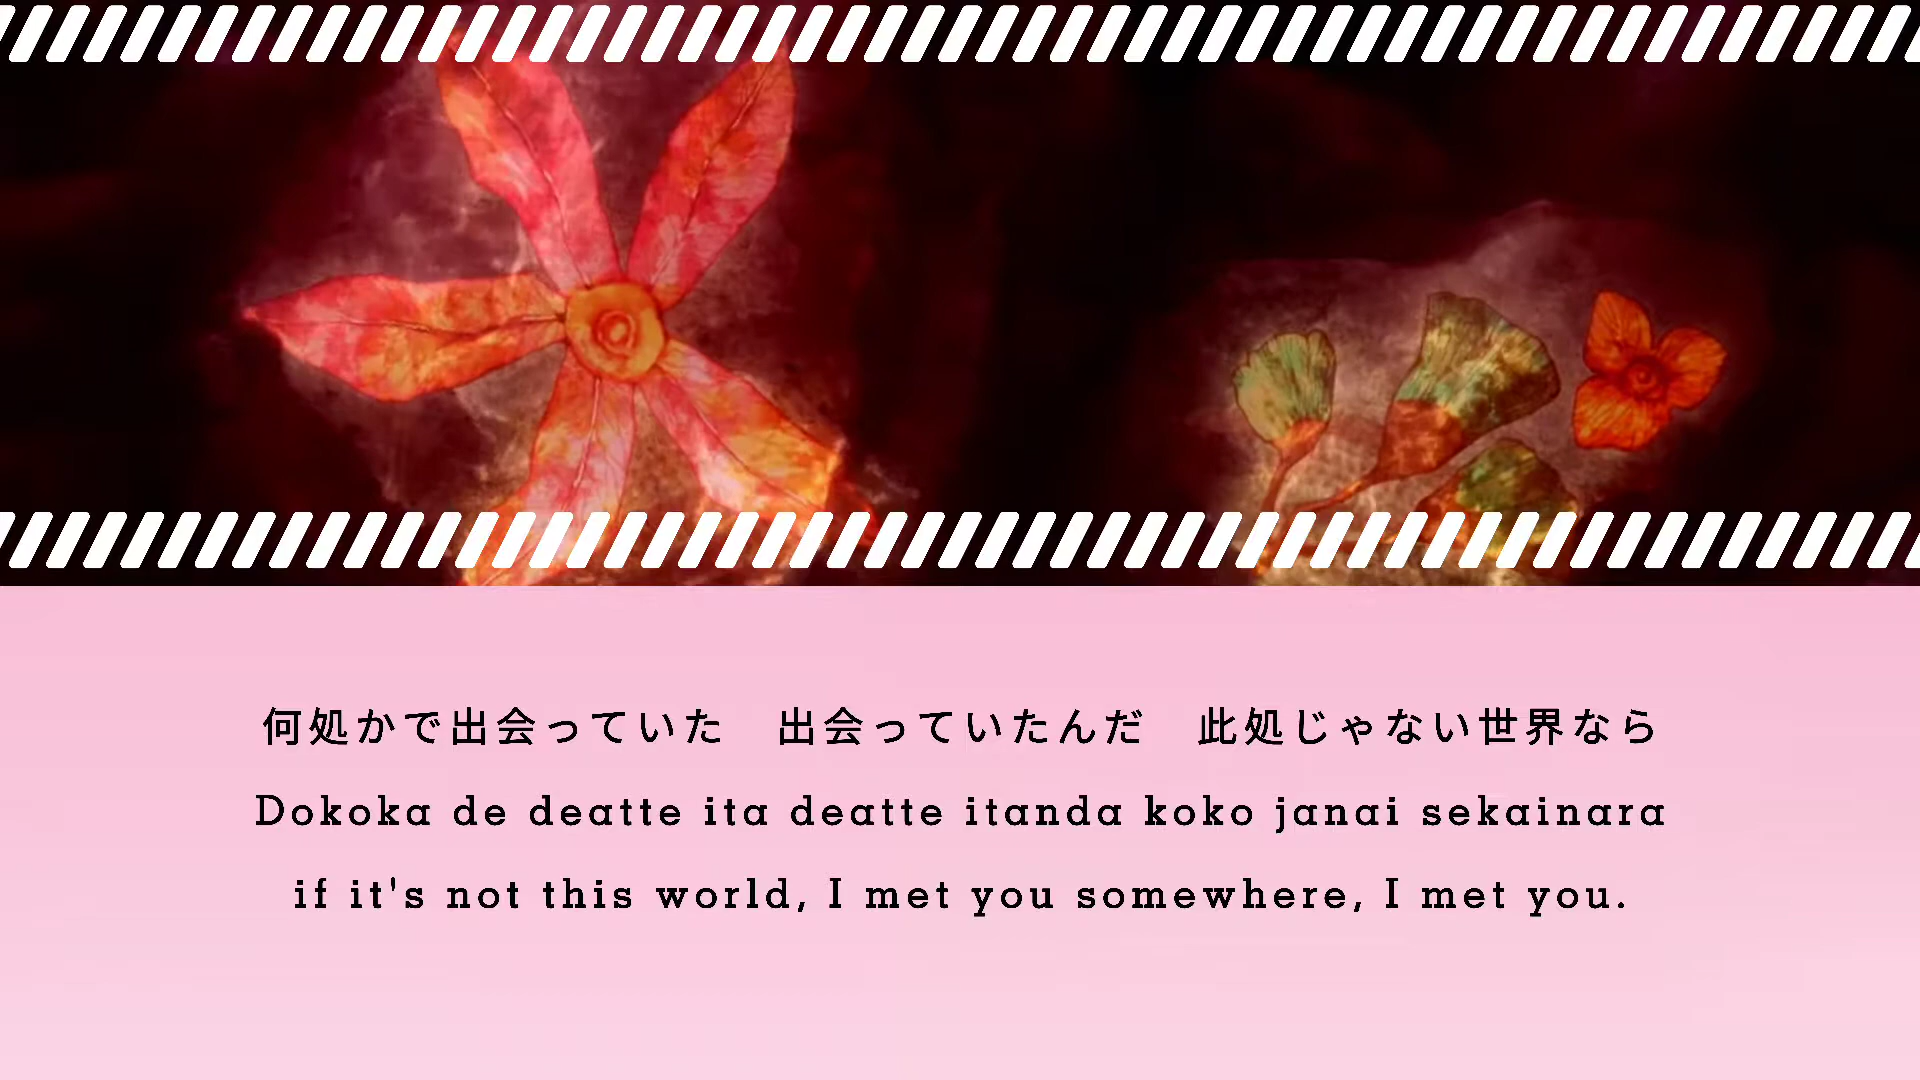 何処かで出会っていた　出会っていたんだ　此処じゃない世界なら
Dokoka de deatte ita deatte itanda koko janai sekainara
if it's not this world, I met you somewhere, I met you.